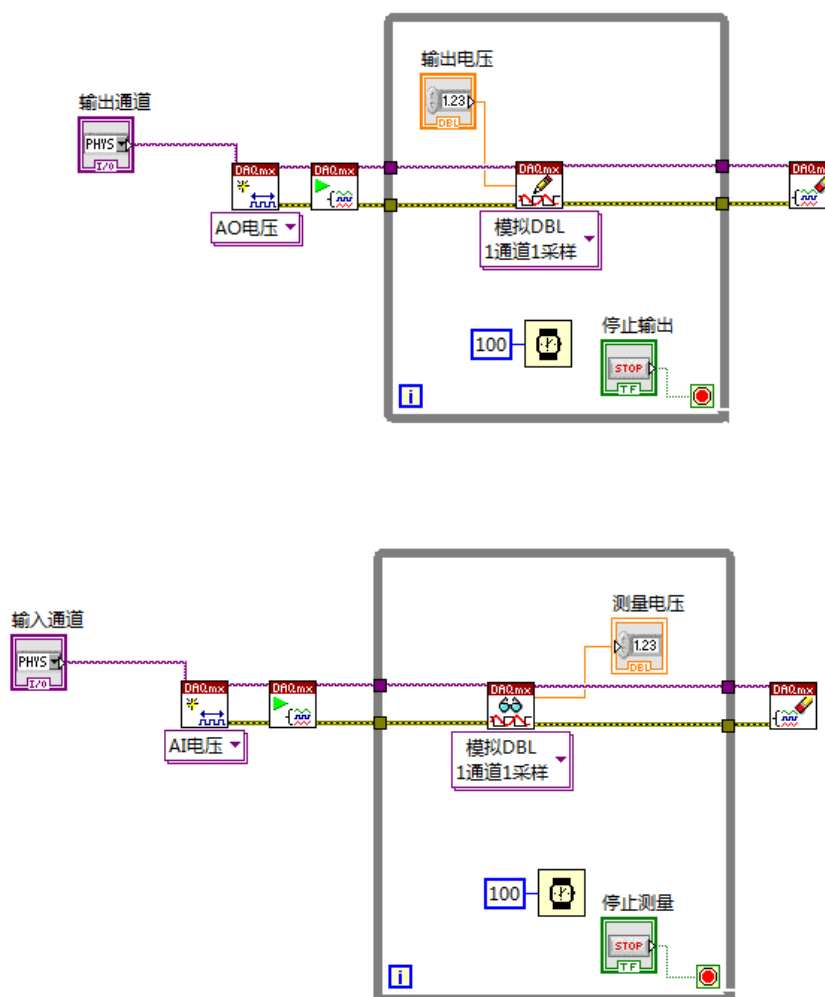 输出电压
1.23
DBL
输出通道
PHYS
I/O
DAQmx
DAQmx
DAQmx
DAQm
AO电压
模拟DBL
1通道1采样
停止输出
100
STOP
TF
i
测量电压
输入通道
1.23
PHYS
DBL
I/O
DAQmx
DAQmx
DAQmx
DAQmx
AI电压
模拟DBL
1通道1采样
100
停止测量
STOP
TF
i